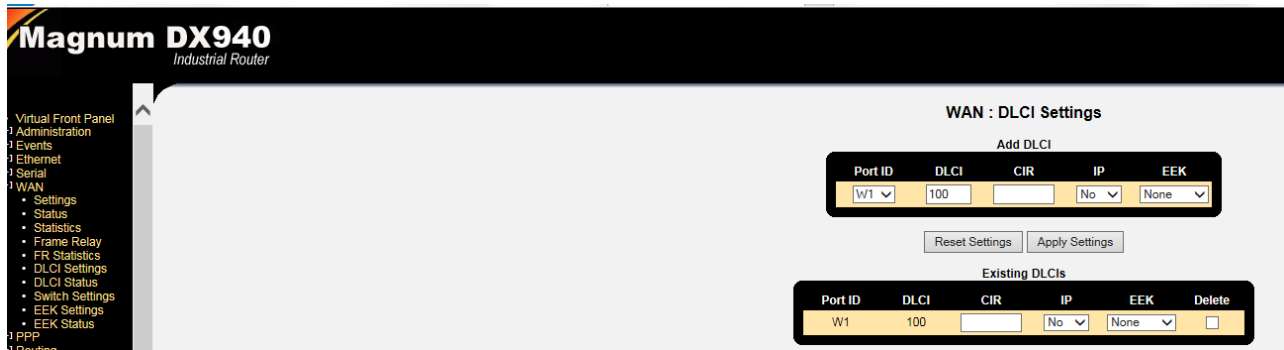 Magnum DX940
Industrial Router
Virtual Front Panel
Administration
Events
Ethernet
Serial
WAN
• Settings
• Status
• Statistics
• Frame Relay
• FR Statistics
• DLCI Settings
• DLCI Status
• Switch Settings
• EEK Settings
• EEK Status
PPP
Routing
WAN : DLCI Settings
Add DLCI
Port ID DLCI CIR IP EEK
W1 100 No None
Reset Settings Apply Settings
Existing DLCIs
Port ID DLCI CIR IP EEK Delete
W1 100 No None